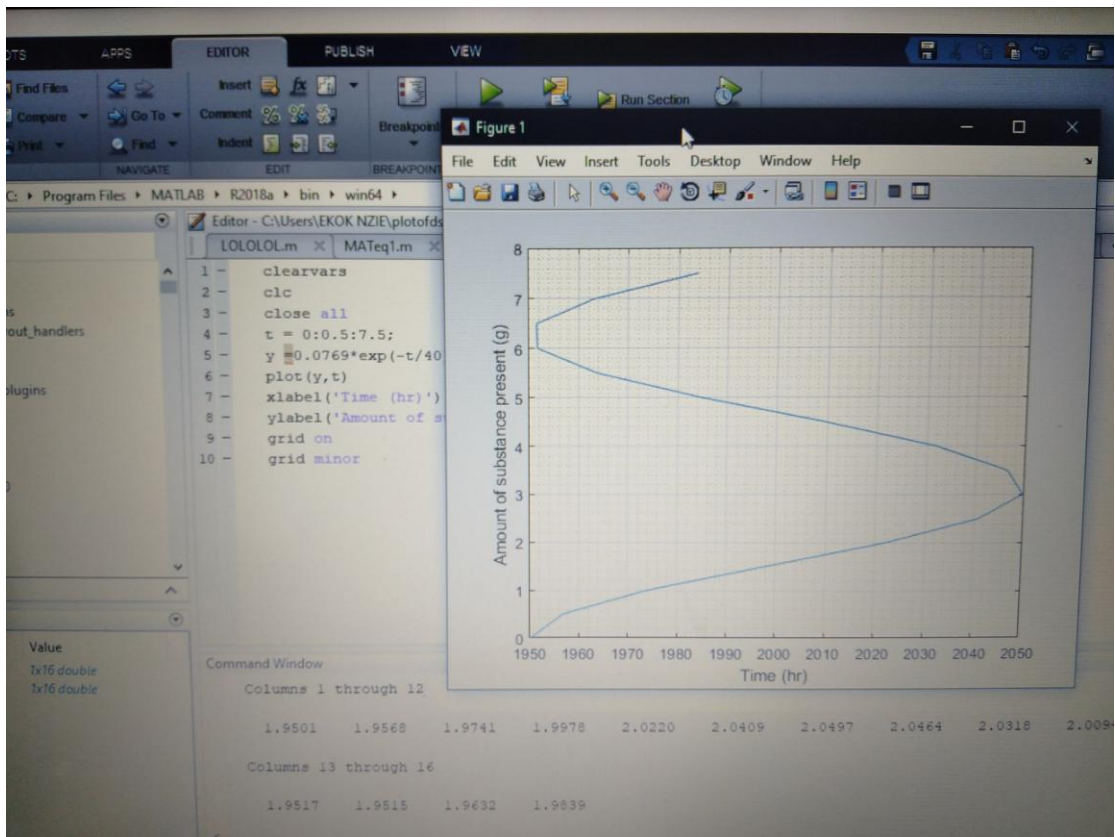 OTS APPS EDITOR PUBLISH VIEW
Find Files Insert fx
Compare Go To Comment Breakpoint Run Section
Print Find Indent
NAVIGATE EDIT BREAKPOINT
C: Program Files MATLAB R2018a bin win64
Editor - C:\Users\EKOK NZIE\plotofds
LOLOLOL.m MATeq1.m
1 - clearvars
2 - clc
3 - close all
4 - t = 0:0.5:7.5;
5 - y =0.0769*exp(-t/40
6 - plot(y,t)
7 - xlabel('Time (hr)')
8 - ylabel('Amount of s
9 - grid on
10 - grid minor
out_handlers
plugins
Value
1x16 double
1x16 double
Figure 1
File Edit View Insert Tools Desktop Window Help
Amount of substance present (g)
8
7
6
5
4
3
2
1
0
1950 1960 1970 1980 1990 2000 2010 2020 2030 2040 2050
Time (hr)
Command Window
Columns 1 through 12
1.9501 1.9568 1.9741 1.9978 2.0220 2.0409 2.0497 2.0464 2.0318 2.009
Columns 13 through 16
1.9517 1.9515 1.9632 1.9839